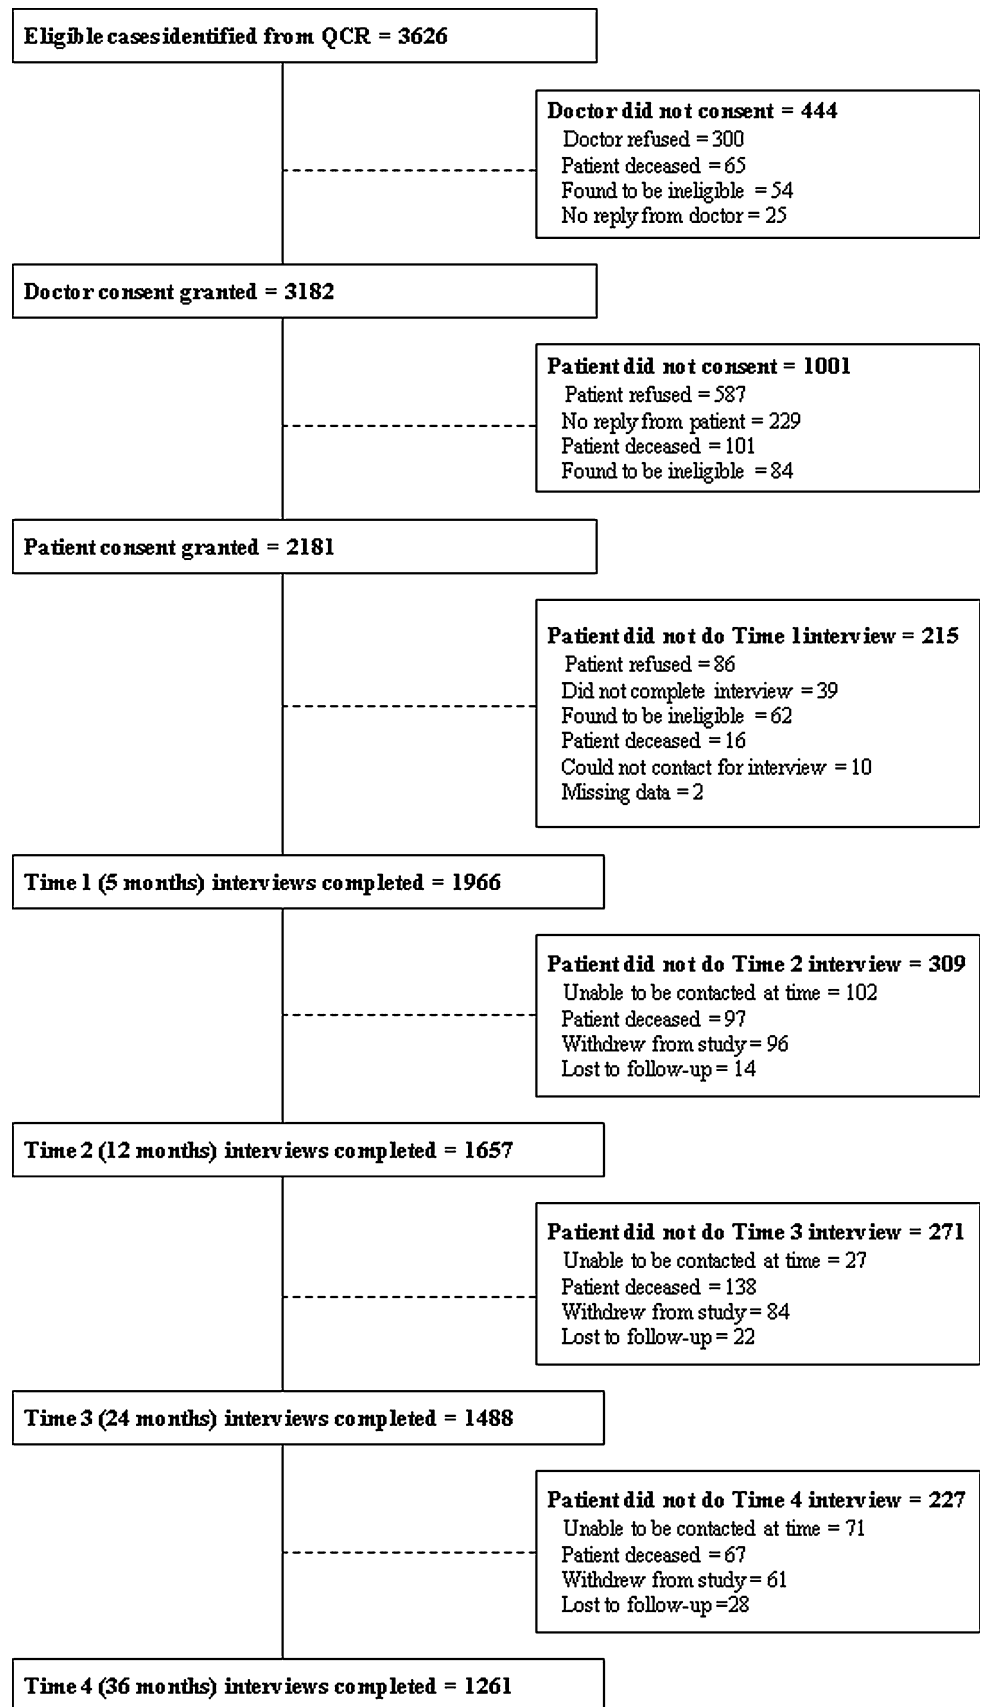 Eligible cases identified from QCR = 3626
Doctor did not consent = 444
Doctor refused = 300
Patient deceased = 65
Found to be ineligible = 54
No reply from doctor = 25
Doctor consent granted = 3182
Patient did not consent = 1001
Patient refused = 587
No reply from patient = 229
Patient deceased = 101
Found to be ineligible = 84
Patient consent granted = 2181
Patient did not do Time 1 interview = 215
Patient refused = 86
Did not complete interview = 39
Found to be ineligible = 62
Patient deceased = 16
Could not contact for interview = 10
Missing data = 2
Time 1 (5 months) interviews completed = 1966
Patient did not do Time 2 interview = 309
Unable to be contacted at time = 102
Patient deceased = 97
Withdrew from study = 96
Lost to follow-up = 14
Time 2 (12 months) interviews completed = 1657
Patient did not do Time 3 interview = 271
Unable to be contacted at time = 27
Patient deceased = 138
Withdrew from study = 84
Lost to follow-up = 22
Time 3 (24 months) interviews completed = 1488
Patient did not do Time 4 interview = 227
Unable to be contacted at time = 71
Patient deceased = 67
Withdrew from study = 61
Lost to follow-up =28
Time 4 (36 months) interviews completed = 1261